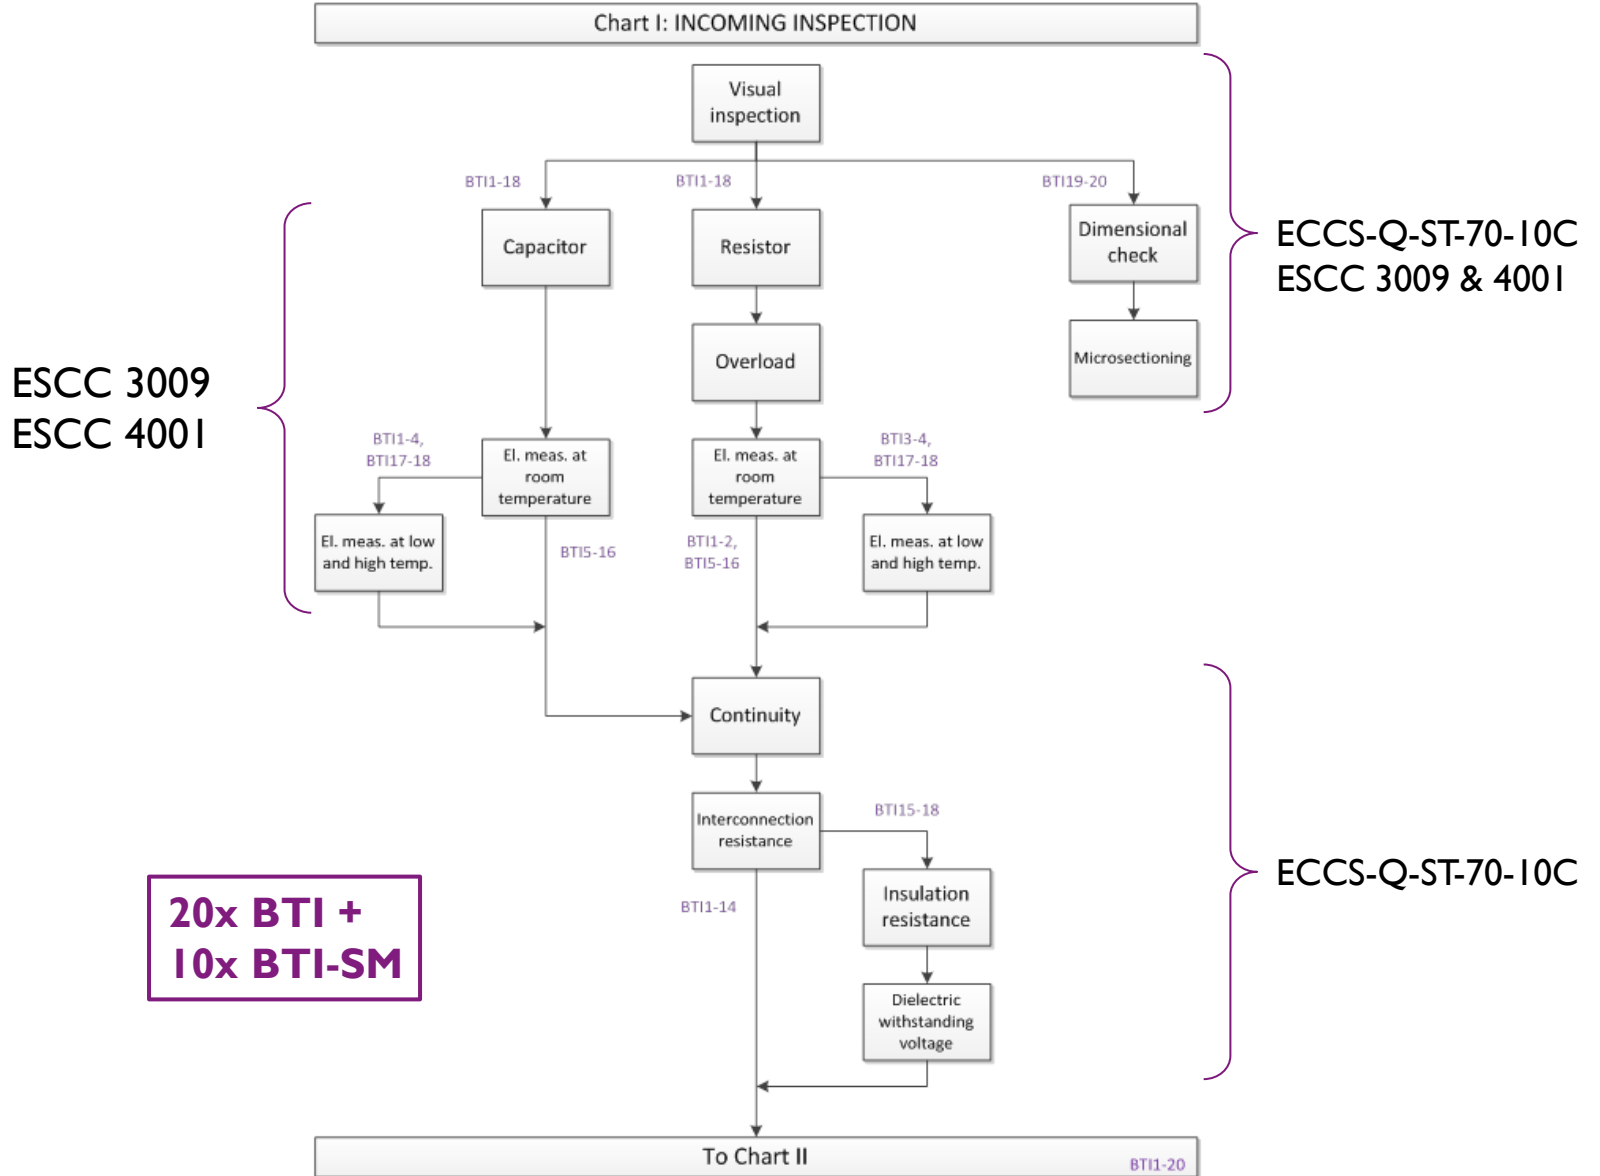 Chart I: INCOMING INSPECTION
Visual
inspection
BTI1-18
BTI1-18
BTI19-20
Capacitor
Resistor
Dimensional
check
ECCS-Q-ST-70-10C
ESCC 3009 & 4001
Overload
Microsectioning
ESCC 3009
ESCC 4001
BTI1-4,
BTI17-18
El. meas. at
room
temperature
El. meas. at
room
temperature
BTI3-4,
BTI17-18
El. meas. at low
and high temp.
BTI5-16
BTI1-2,
BTI5-16
El. meas. at low
and high temp.
Continuity
Interconnection
resistance
BTI15-18
Insulation
resistance
ECCS-Q-ST-70-10C
20x BTI +
10x BTI-SM
BTI1-14
Dielectric
withstanding
voltage
To Chart II
BTI1-20